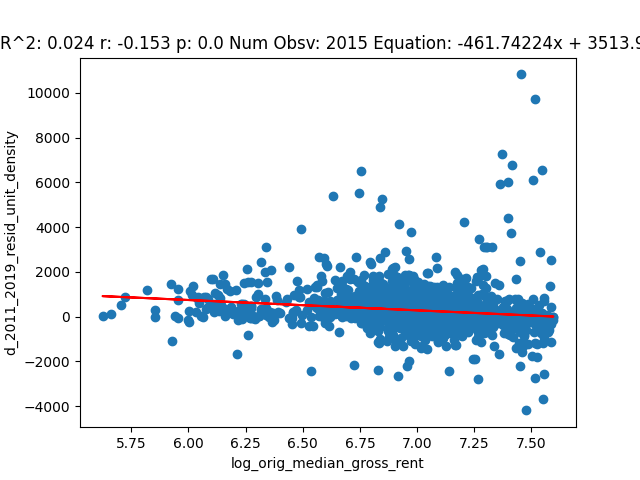 R^2: 0.024 r: -0.153 p: 0.0 Num Obsv: 2015 Equation: -461.74224x + 3513.9
d_2011_2019_resid_unit_density
10000
8000
6000
4000
2000
0
−2000
−4000
5.75 6.00 6.25 6.50 6.75 7.00 7.25 7.50
log_orig_median_gross_rent